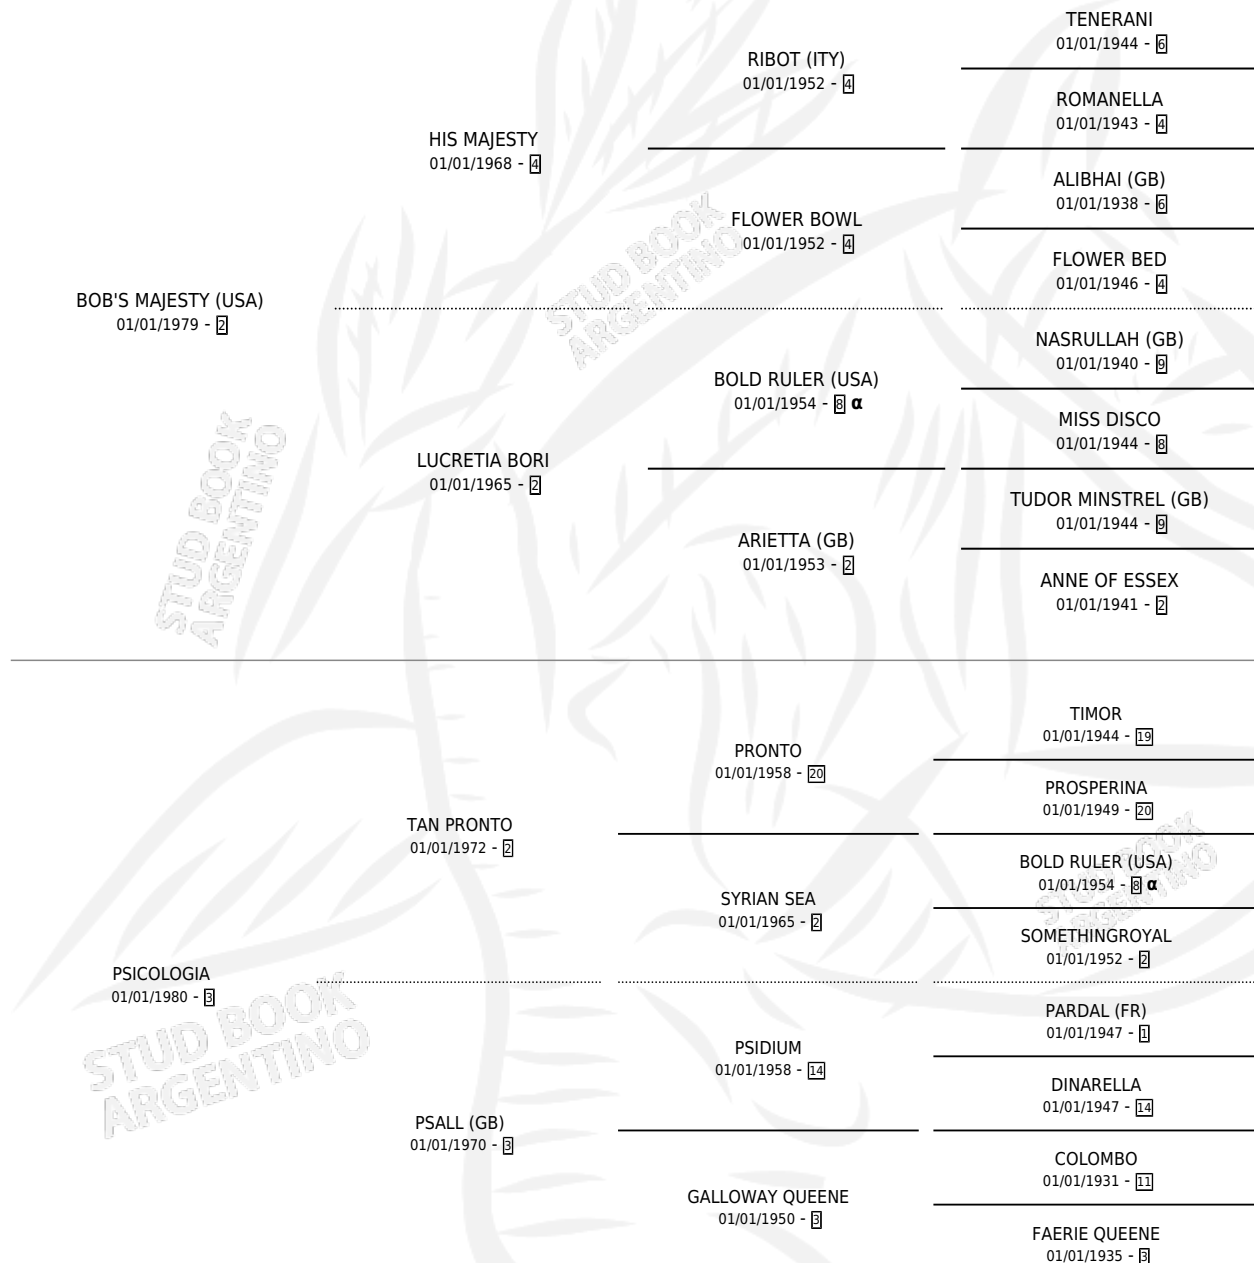 TENERANI
01/01/1944 - 6
RIBOT (ITY)
01/01/1952 - 4
ROMANELLA
01/01/1943 - 4
HIS MAJESTY
01/01/1968 - 4
ALIBHAI (GB)
01/01/1938 - 6
FLOWER BOWL
01/01/1952 - 4
FLOWER BED
01/01/1946 - 4
BOB'S MAJESTY (USA)
01/01/1979 - 2
NASRULLAH (GB)
01/01/1940 - 9
BOLD RULER (USA)
01/01/1954 - 8 α
MISS DISCO
01/01/1944 - 8
LUCRETIA BORI
01/01/1965 - 2
TUDOR MINSTREL (GB)
01/01/1944 - 9
ARIETTA (GB)
01/01/1953 - 2
ANNE OF ESSEX
01/01/1941 - 2
TIMOR
01/01/1944 - 19
PRONTO
01/01/1958 - 20
PROSPERINA
01/01/1949 - 20
TAN PRONTO
01/01/1972 - 2
BOLD RULER (USA)
01/01/1954 - 8 α
SYRIAN SEA
01/01/1965 - 2
SOMETHINGROYAL
01/01/1952 - 2
PSICOLOGIA
01/01/1980 - 3
PARDAL (FR)
01/01/1947 - 1
PSIDIUM
01/01/1958 - 14
DINARELLA
01/01/1947 - 14
PSALL (GB)
01/01/1970 - 3
COLOMBO
01/01/1931 - 11
GALLOWAY QUEENE
01/01/1950 - 3
FAERIE QUEENE
01/01/1935 - 3
STUD BOOK
ARGENTINO
STUD BOOK
ARGENTINO
STUD BOOK
ARGENTINO
STUD BOOK
ARGENTINO